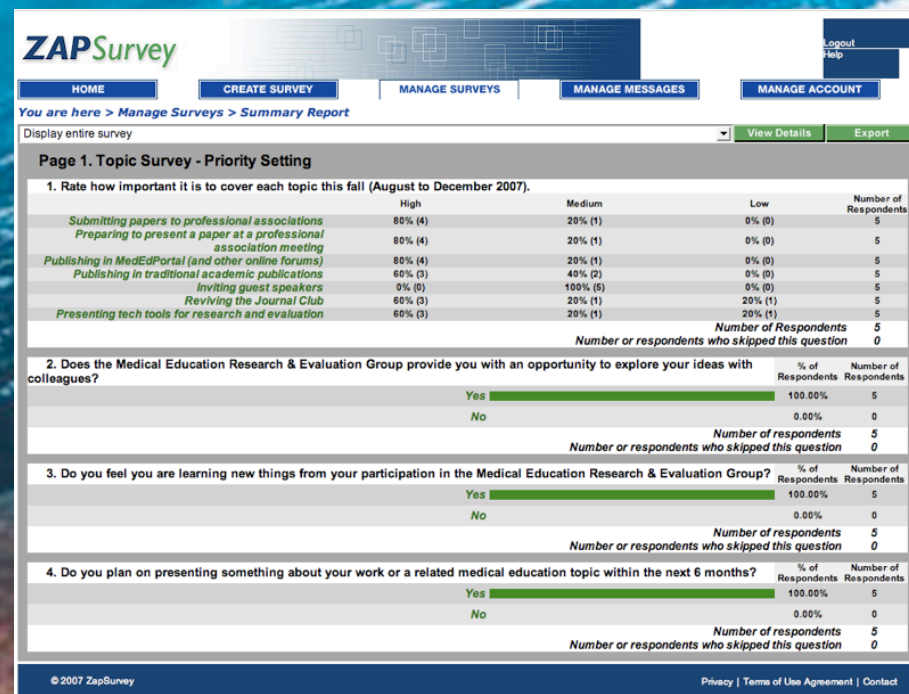 ZAPSurvey
Logout
Help
HOME CREATE SURVEY MANAGE SURVEYS MANAGE MESSAGES MANAGE ACCOUNT
You are here > Manage Surveys > Summary Report
Display entire survey View Details Export
Page 1. Topic Survey - Priority Setting
1. Rate how important it is to cover each topic this fall (August to December 2007).
High Medium Low Number of
Respondents
Submitting papers to professional associations 80% (4) 20% (1) 0% (0) 5
Preparing to present a paper at a professional
association meeting 80% (4) 20% (1) 0% (0) 5
Publishing in MedEdPortal (and other online forums) 80% (4) 20% (1) 0% (0) 5
Publishing in traditional academic publications 60% (3) 40% (2) 0% (0) 5
Inviting guest speakers 0% (0) 100% (5) 0% (0) 5
Reviving the Journal Club 60% (3) 20% (1) 20% (1) 5
Presenting tech tools for research and evaluation 60% (3) 20% (1) 20% (1) 5
Number of Respondents 5
Number or respondents who skipped this question 0
2. Does the Medical Education Research & Evaluation Group provide you with an opportunity to explore your ideas with
colleagues?
% of Number of
Respondents Respondents
Yes 100.00% 5
No 0.00% 0
Number of respondents 5
Number or respondents who skipped this question 0
3. Do you feel you are learning new things from your participation in the Medical Education Research & Evaluation Group?
% of Number of
Respondents Respondents
Yes 100.00% 5
No 0.00% 0
Number of respondents 5
Number or respondents who skipped this question 0
4. Do you plan on presenting something about your work or a related medical education topic within the next 6 months?
% of Number of
Respondents Respondents
Yes 100.00% 5
No 0.00% 0
Number of respondents 5
Number or respondents who skipped this question 0
© 2007 ZapSurvey Privacy | Terms of Use Agreement | Contact